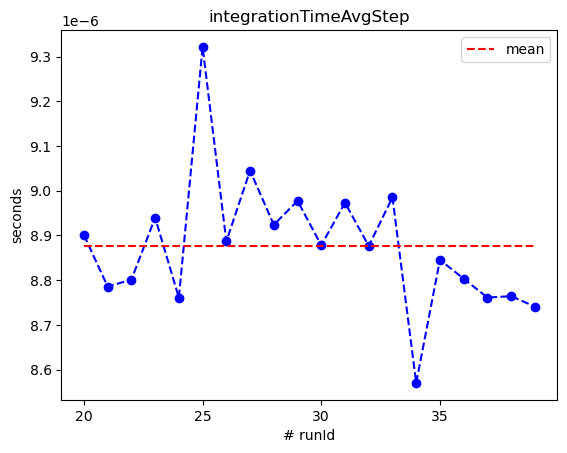 integrationTimeAvgStep
1e−6
mean
9.3
9.2
9.1
9.0
8.9
8.8
8.7
8.6
seconds
20
25
30
35
# runId